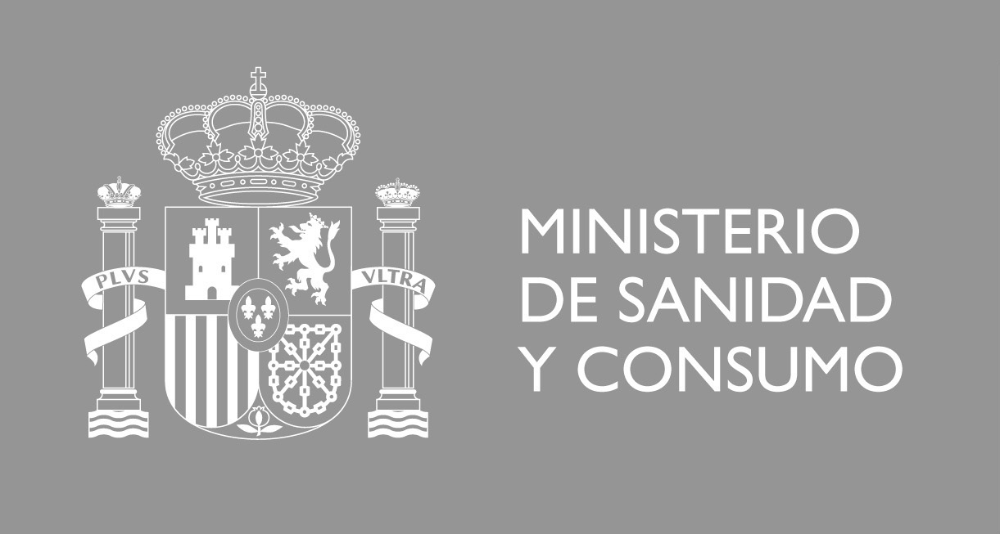 PLVS VLTRA
MINISTERIO
DE SANIDAD
Y CONSUMO